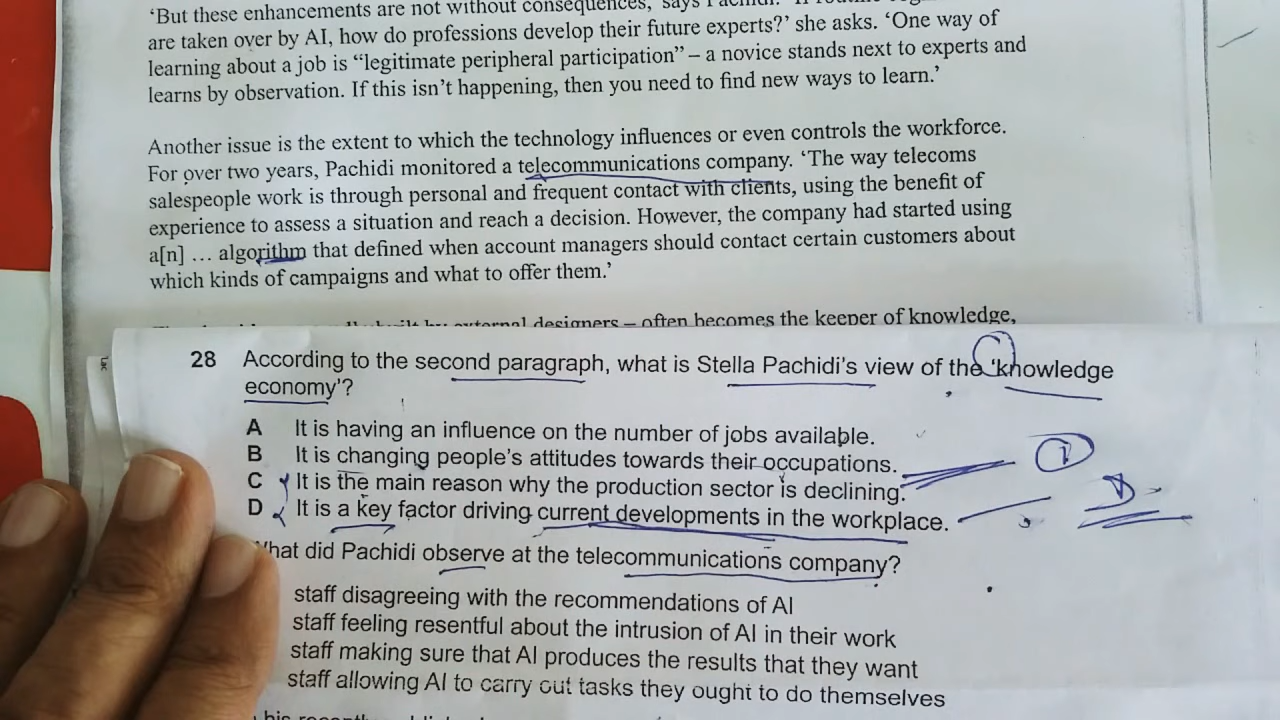 'But these enhancements are not without consequences,' says Pachidi.
are taken over by AI, how do professions develop their future experts?' she asks. 'One way of
learning about a job is “legitimate peripheral participation” – a novice stands next to experts and
learns by observation. If this isn't happening, then you need to find new ways to learn.'
Another issue is the extent to which the technology influences or even controls the workforce.
For over two years, Pachidi monitored a telecommunications company. 'The way telecoms
salespeople work is through personal and frequent contact with clients, using the benefit of
experience to assess a situation and reach a decision. However, the company had started using
a[n] … algorithm that defined when account managers should contact certain customers about
which kinds of campaigns and what to offer them.'
external designers – often becomes the keeper of knowledge,
28 According to the second paragraph, what is Stella Pachidi's view of the 'knowledge
economy'?
A It is having an influence on the number of jobs available.
B It is changing people's attitudes towards their occupations.
C It is the main reason why the production sector is declining.
D It is a key factor driving current developments in the workplace.
D
What did Pachidi observe at the telecommunications company?
staff disagreeing with the recommendations of AI
staff feeling resentful about the intrusion of AI in their work
staff making sure that AI produces the results that they want
staff allowing AI to carry out tasks they ought to do themselves